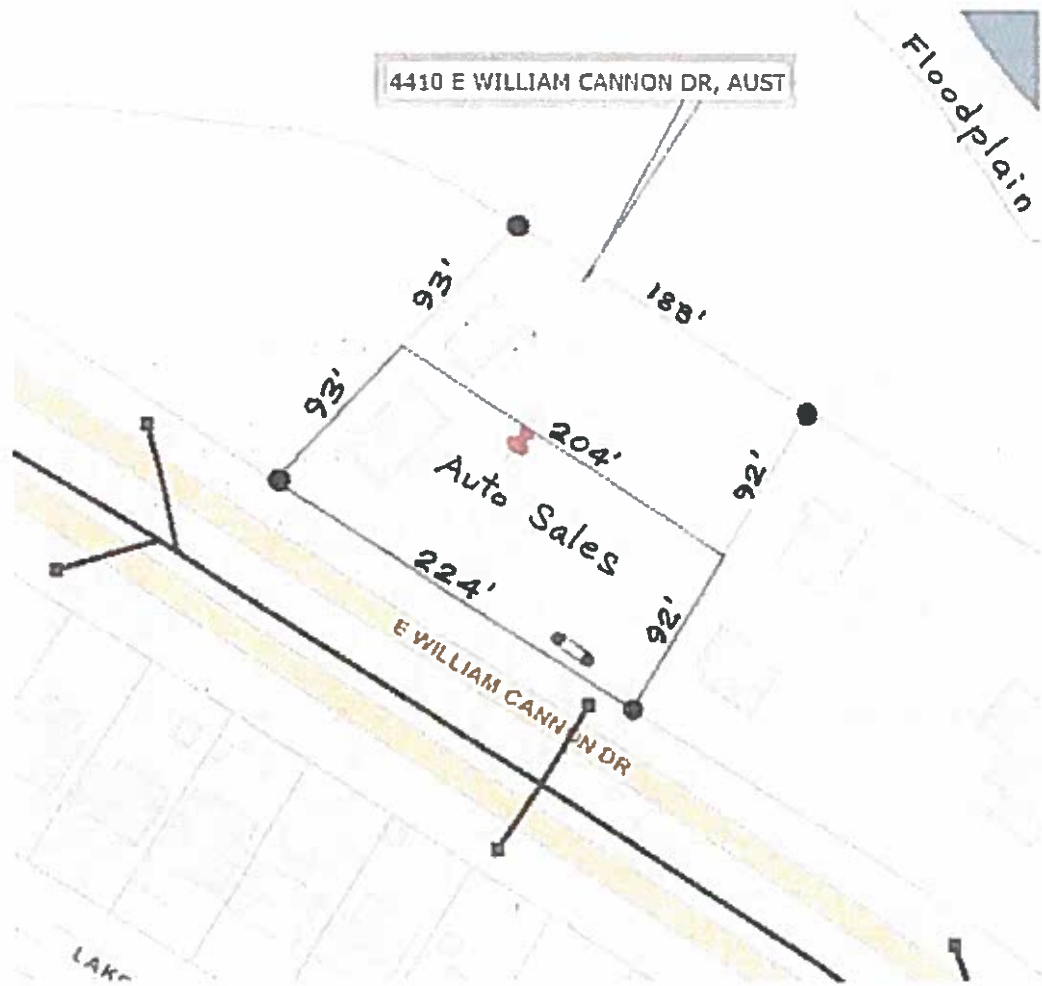 4410 E WILLIAM CANNON DR, AUST
Floodplain
93'
188'
93'
204'
92'
Auto Sales
224'
92'
E WILLIAM CANNON DR